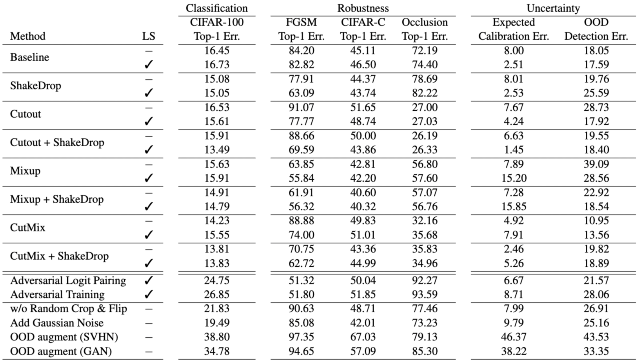 Classification Robustness Uncertainty
CIFAR-100 FGSM CIFAR-C Occlusion Expected OOD
Method LS Top-1 Err. Top-1 Err. Top-1 Err. Top-1 Err. Calibration Err. Detection Err.
Baseline – 16.45 84.20 45.11 72.19 8.00 18.05
✓ 16.73 82.82 46.50 74.40 2.51 17.59
ShakeDrop – 15.08 77.91 44.37 78.69 8.01 19.76
✓ 15.05 63.09 43.74 82.22 2.53 25.59
Cutout – 16.53 91.07 51.65 27.00 7.67 28.73
✓ 15.61 77.77 48.74 27.03 4.24 17.92
Cutout + ShakeDrop – 15.91 88.66 50.00 26.19 6.63 19.55
✓ 13.49 69.59 43.86 26.33 1.45 18.40
Mixup – 15.63 63.85 42.81 56.80 7.89 39.09
✓ 15.91 55.84 42.20 57.60 15.20 28.56
Mixup + ShakeDrop – 14.91 61.91 40.60 57.07 7.28 22.92
✓ 14.79 56.32 40.32 56.76 15.85 18.54
CutMix – 14.23 88.88 49.83 32.16 4.92 10.95
✓ 15.55 74.00 51.01 35.68 7.91 13.56
CutMix + ShakeDrop – 13.81 70.75 43.36 35.83 2.46 19.82
✓ 13.83 62.72 44.99 34.96 5.26 18.89
Adversarial Logit Pairing ✓ 24.75 51.32 50.04 92.27 6.67 21.57
Adversarial Training ✓ 26.85 51.80 51.85 93.59 8.71 28.06
w/o Random Crop & Flip – 21.83 90.63 48.71 77.46 7.99 26.91
Add Gaussian Noise – 19.49 85.08 42.01 73.23 9.79 25.16
OOD augment (SVHN) – 38.80 97.35 67.03 79.13 46.37 43.53
OOD augment (GAN) – 34.78 94.65 57.09 85.30 38.22 33.35